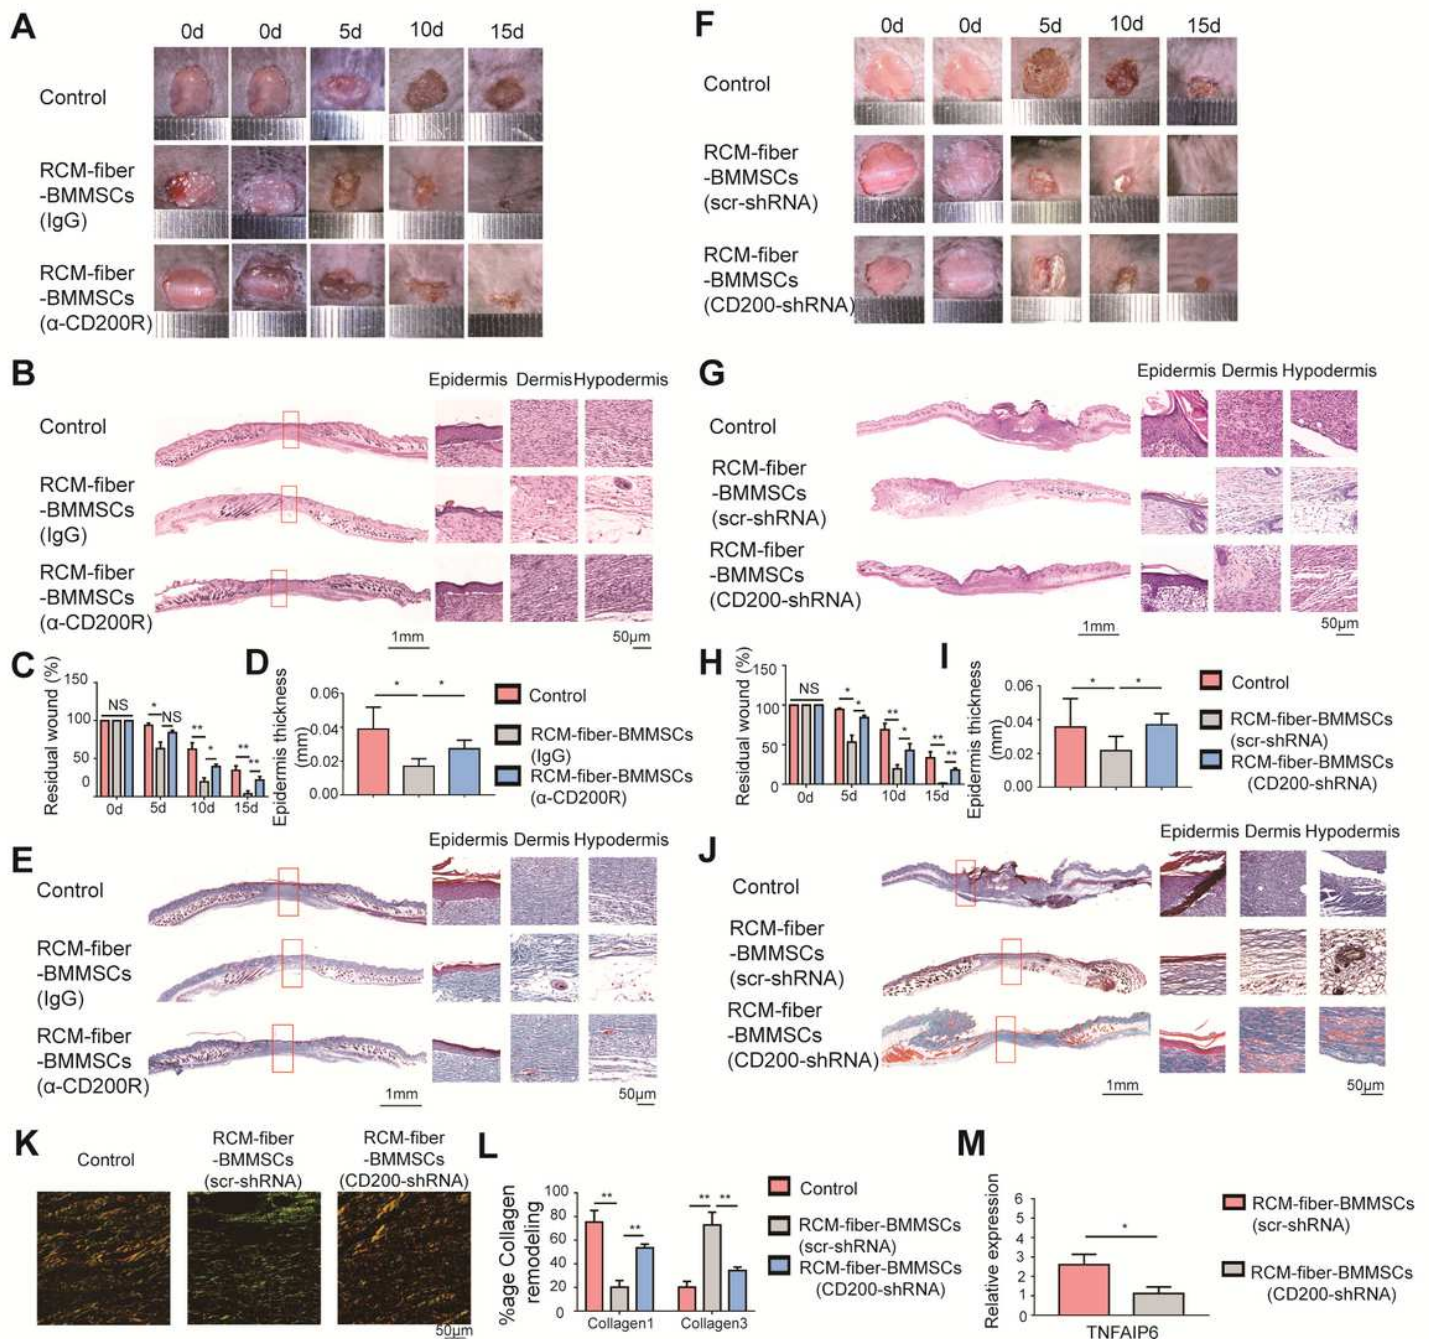 A
0d 0d 5d 10d 15d
Control
RCM-fiber
-BMMSCs
(IgG)
RCM-fiber
-BMMSCs
(α-CD200R)
F
0d 0d 5d 10d 15d
Control
RCM-fiber
-BMMSCs
(scr-shRNA)
RCM-fiber
-BMMSCs
(CD200-shRNA)
B
Epidermis Dermis Hypodermis
Control
RCM-fiber
-BMMSCs
(IgG)
RCM-fiber
-BMMSCs
(α-CD200R)
1mm
50μm
G
Epidermis Dermis Hypodermis
Control
RCM-fiber
-BMMSCs
(scr-shRNA)
RCM-fiber
-BMMSCs
(CD200-shRNA)
1mm
50μm
C
Residual wound (%)
150
100
50
0
NS
*
NS
**
*
**
**
0d 5d 10d 15d
D
Epidermis thickness
(mm)
0.06
0.04
0.02
0.00
* *
Control
RCM-fiber-BMMSCs
(IgG)
RCM-fiber-BMMSCs
(α-CD200R)
H
Residual wound (%)
150
100
50
0
NS
*
*
**
*
**
**
0d 5d 10d 15d
I
Epidermis thickness
(mm)
0.06
0.04
0.02
0.00
* *
Control
RCM-fiber-BMMSCs
(scr-shRNA)
RCM-fiber-BMMSCs
(CD200-shRNA)
E
Epidermis Dermis Hypodermis
Control
RCM-fiber
-BMMSCs
(IgG)
RCM-fiber
-BMMSCs
(α-CD200R)
1mm
50μm
J
Epidermis Dermis Hypodermis
Control
RCM-fiber
-BMMSCs
(scr-shRNA)
RCM-fiber
-BMMSCs
(CD200-shRNA)
1mm
50μm
K
Control
RCM-fiber
-BMMSCs
(scr-shRNA)
RCM-fiber
-BMMSCs
(CD200-shRNA)
50μm
L
%age Collagen
remodeling
100
80
60
40
20
0
**
**
** **
Collagen1 Collagen3
Control
RCM-fiber-BMMSCs
(scr-shRNA)
RCM-fiber-BMMSCs
(CD200-shRNA)
M
Relative expression
6
5
4
3
2
1
0
*
TNFAIP6
RCM-fiber-BMMSCs
(scr-shRNA)
RCM-fiber-BMMSCs
(CD200-shRNA)